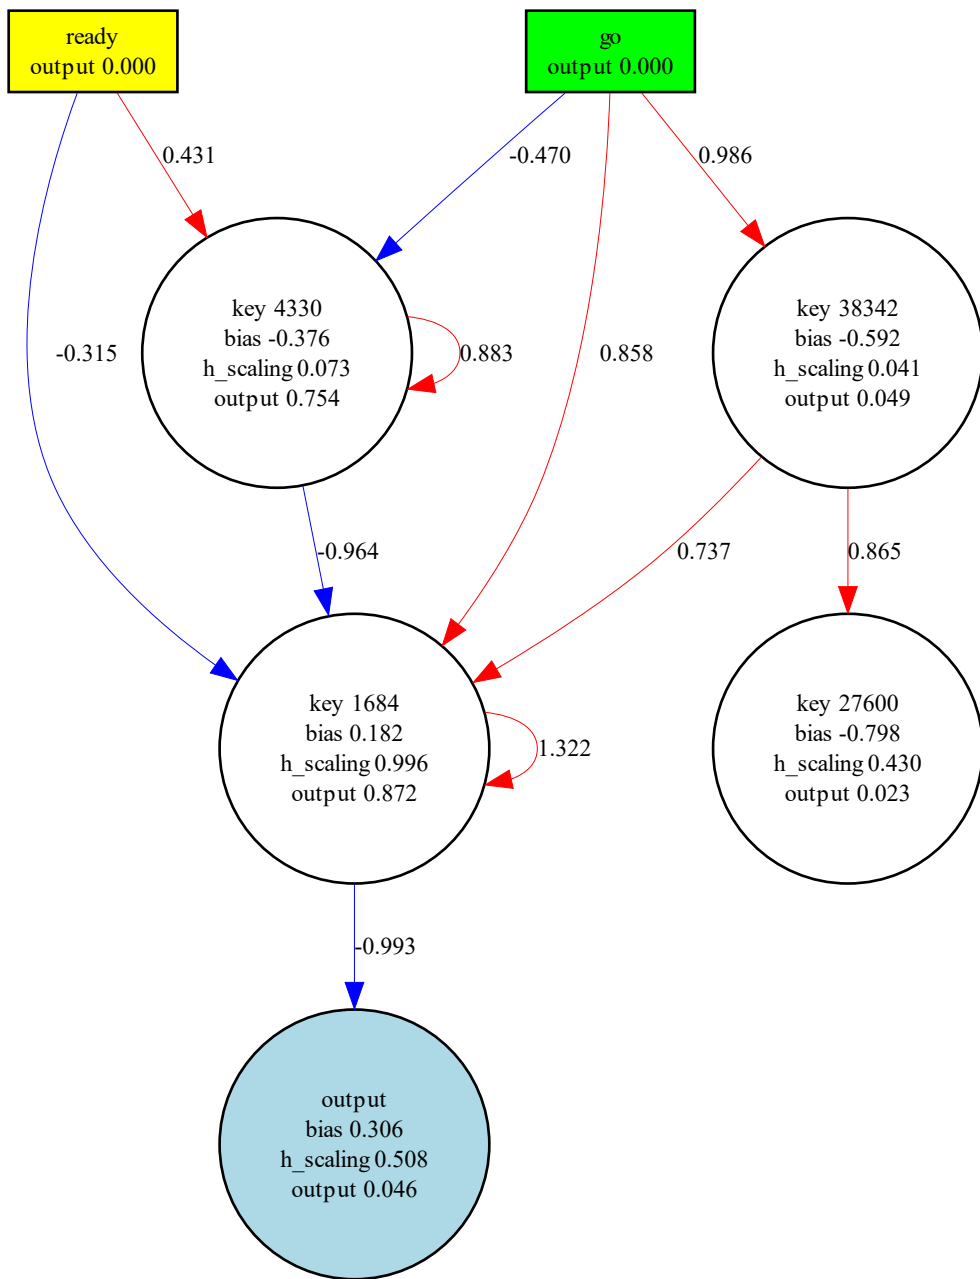 ready
output 0.000
go
output 0.000
0.431
-0.470
0.986
key 4330
bias -0.376
h_scaling 0.073
output 0.754
key 38342
bias -0.592
h_scaling 0.041
output 0.049
-0.315
0.883
0.858
-0.964
0.737
0.865
key 1684
bias 0.182
h_scaling 0.996
output 0.872
1.322
key 27600
bias -0.798
h_scaling 0.430
output 0.023
-0.993
output
bias 0.306
h_scaling 0.508
output 0.046